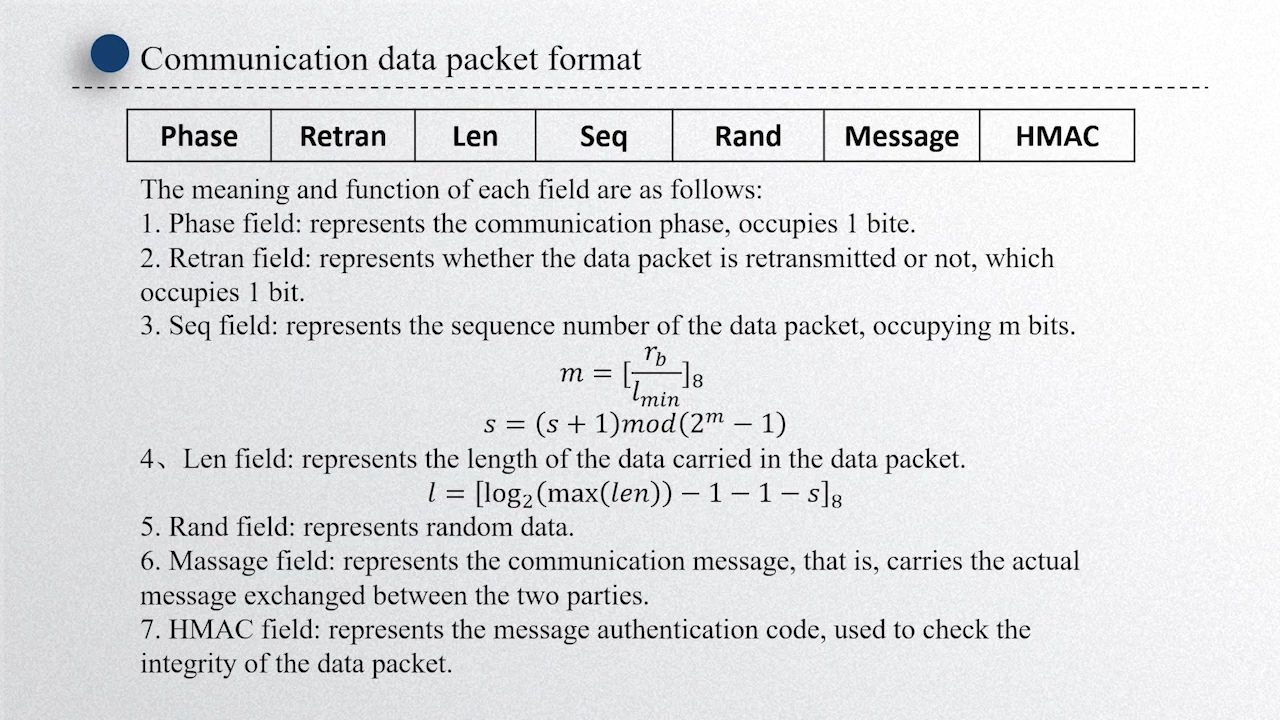 Communication data packet format
Phase Retran Len Seq Rand Message HMAC
The meaning and function of each field are as follows:
1. Phase field: represents the communication phase, occupies 1 bite.
2. Retran field: represents whether the data packet is retransmitted or not, which
occupies 1 bit.
3. Seq field: represents the sequence number of the data packet, occupying m bits.
m = [r_b/l_min]_8
s = (s + 1)mod(2^m − 1)
4、Len field: represents the length of the data carried in the data packet.
l = [log_2(max(len)) − 1 − 1 − s]_8
5. Rand field: represents random data.
6. Massage field: represents the communication message, that is, carries the actual
message exchanged between the two parties.
7. HMAC field: represents the message authentication code, used to check the
integrity of the data packet.